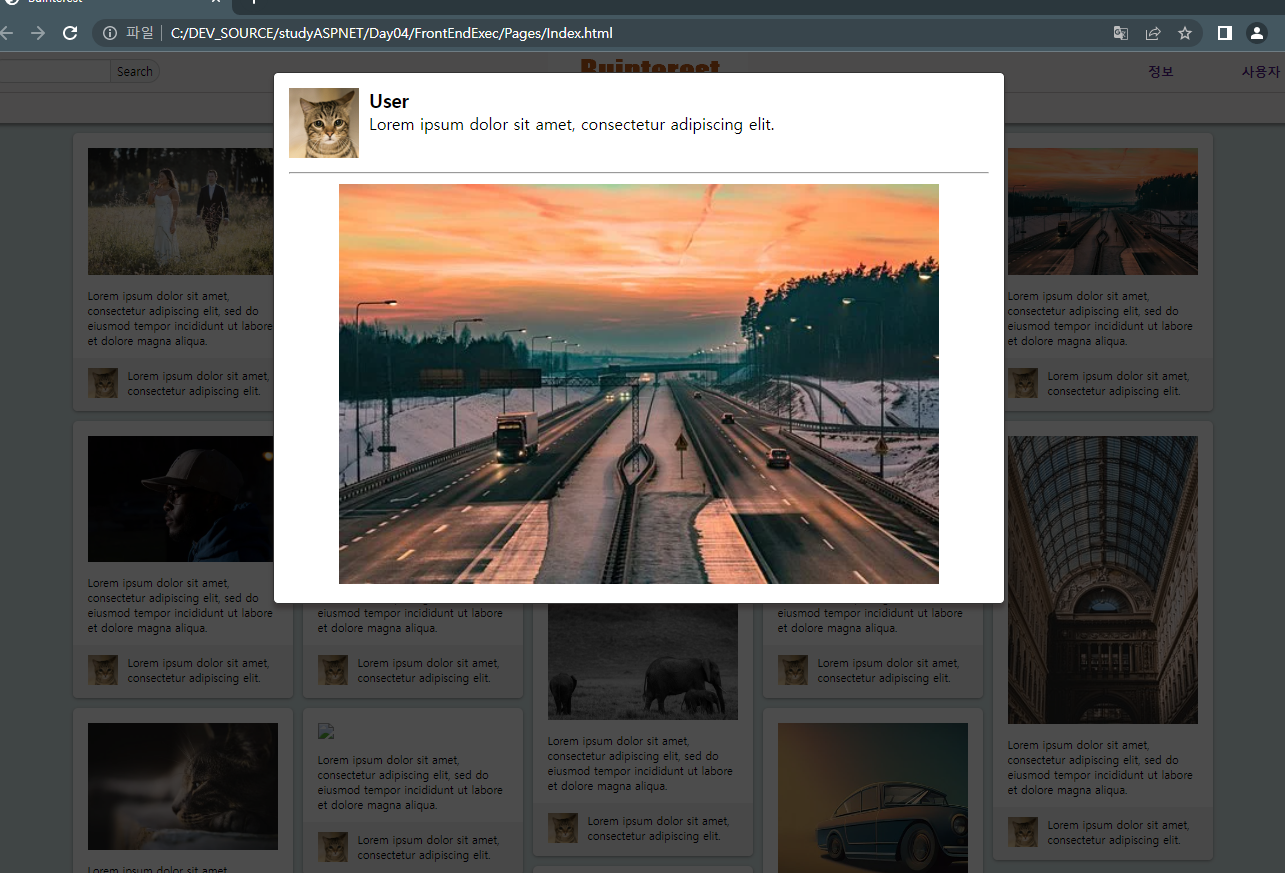 Buinterest
파일
C:/DEV_SOURCE/studyASPNET/Day04/FrontEndExec/Pages/Index.html
Search
Buinterest
정보
사용자
User
Lorem ipsum dolor sit amet, consectetur adipiscing elit.
Lorem ipsum dolor sit amet,
consectetur adipiscing elit, sed do
eiusmod tempor incididunt ut labore
et dolore magna aliqua.
Lorem ipsum dolor sit amet,
consectetur adipiscing elit.
Lorem ipsum dolor sit amet,
consectetur adipiscing elit, sed do
eiusmod tempor incididunt ut labore
et dolore magna aliqua.
Lorem ipsum dolor sit amet,
consectetur adipiscing elit.
Lorem ipsum dolor sit amet,
consectetur adipiscing elit, sed do
eiusmod tempor incididunt ut labore
et dolore magna aliqua.
Lorem ipsum dolor sit amet,
consectetur adipiscing elit.
eiusmod tempor incididunt ut labore
et dolore magna aliqua.
Lorem ipsum dolor sit amet,
consectetur adipiscing elit.
eiusmod tempor incididunt ut labore
et dolore magna aliqua.
Lorem ipsum dolor sit amet,
consectetur adipiscing elit.
Lorem ipsum dolor sit amet,
Lorem ipsum dolor sit amet,
consectetur adipiscing elit, sed do
eiusmod tempor incididunt ut labore
et dolore magna aliqua.
Lorem ipsum dolor sit amet,
consectetur adipiscing elit.
Lorem ipsum dolor sit amet,
consectetur adipiscing elit, sed do
eiusmod tempor incididunt ut labore
et dolore magna aliqua.
Lorem ipsum dolor sit amet,
consectetur adipiscing elit.
Lorem ipsum dolor sit amet,
consectetur adipiscing elit, sed do
eiusmod tempor incididunt ut labore
et dolore magna aliqua.
Lorem ipsum dolor sit amet,
consectetur adipiscing elit.